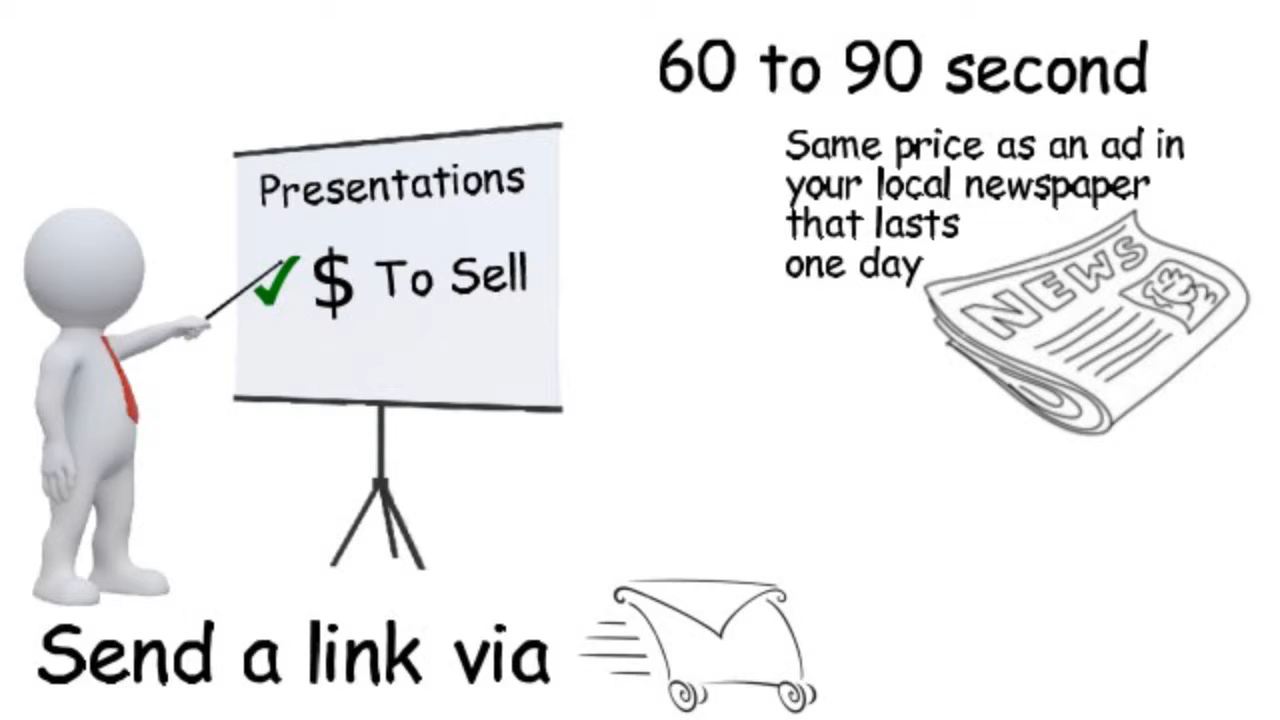 60 to 90 second
Same price as an ad in
your local newspaper
that lasts
one day
NEWS
Presentations
$ To Sell
Send a link via